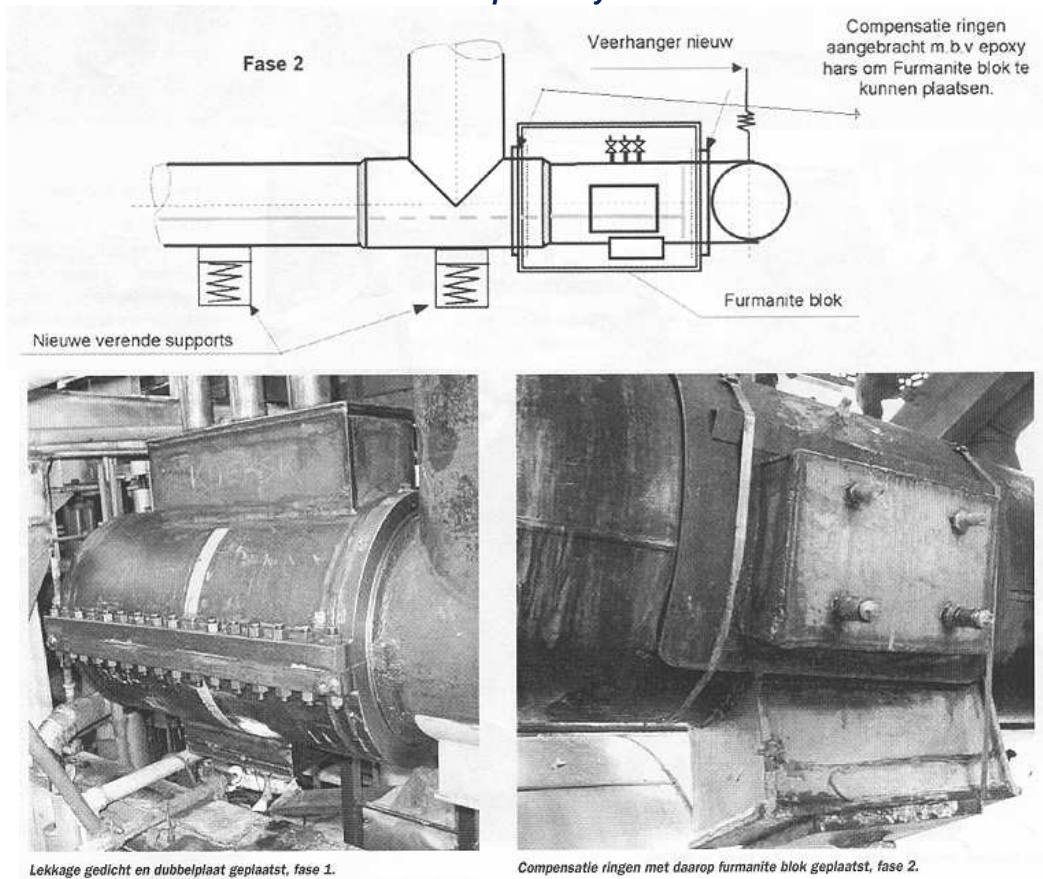 Fase 2
Veerhanger nieuw
Compensatie ringen
aangebracht m.b.v epoxy
hars om Furmanite blok te
kunnen plaatsen.
Furmanite blok
Nieuwe verende supports
Lekkage gedicht en dubbelplaat geplaatst, fase 1.
Compensatie ringen met daarop furmanite blok geplaatst, fase 2.